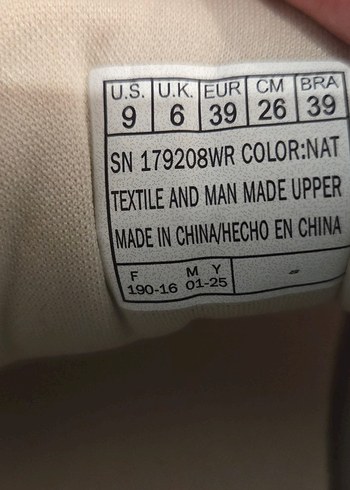 U.S. U.K. EUR CM BRA
9 6 39 26 39
SN 179208WR COLOR:NAT
TEXTILE AND MAN MADE UPPER
MADE IN CHINA/HECHO EN CHINA
F M Y
190-16 01-25